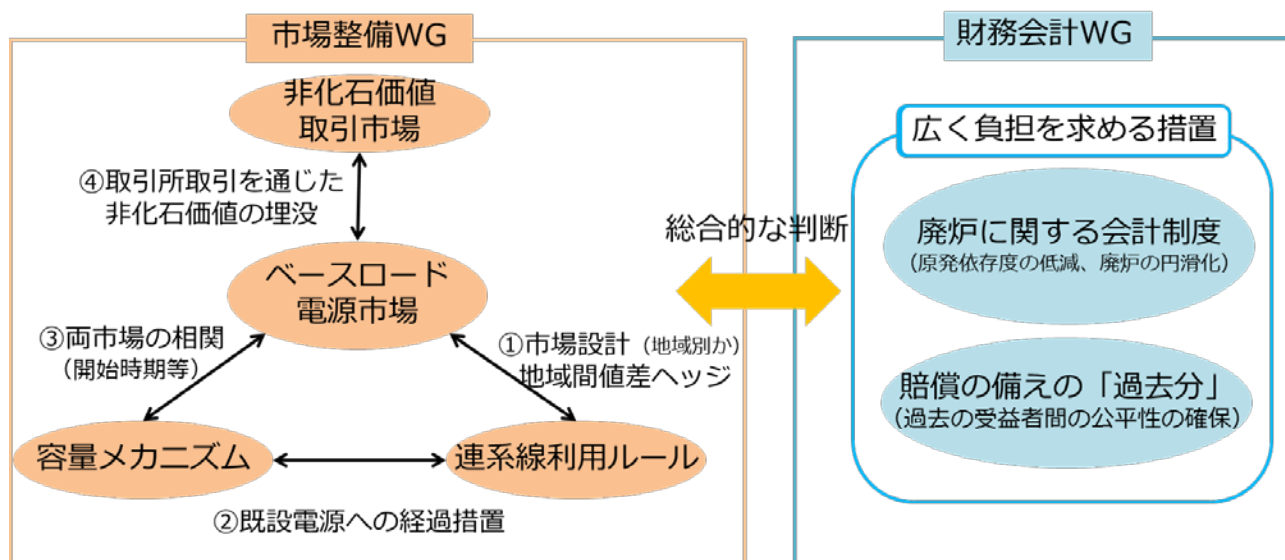 市場整備WG
非化石価値
取引市場
④取引所取引を通じた
非化石価値の埋没
ベースロード
電源市場
③両市場の相関
(開始時期等)
①市場設計 (地域別か)
地域間値差ヘッジ
容量メカニズム
連系線利用ルール
②既設電源への経過措置
総合的な判断
財務会計WG
広く負担を求める措置
廃炉に関する会計制度
(原発依存度の低減、廃炉の円滑化)
賠償の備えの「過去分」
(過去の受益者間の公平性の確保)